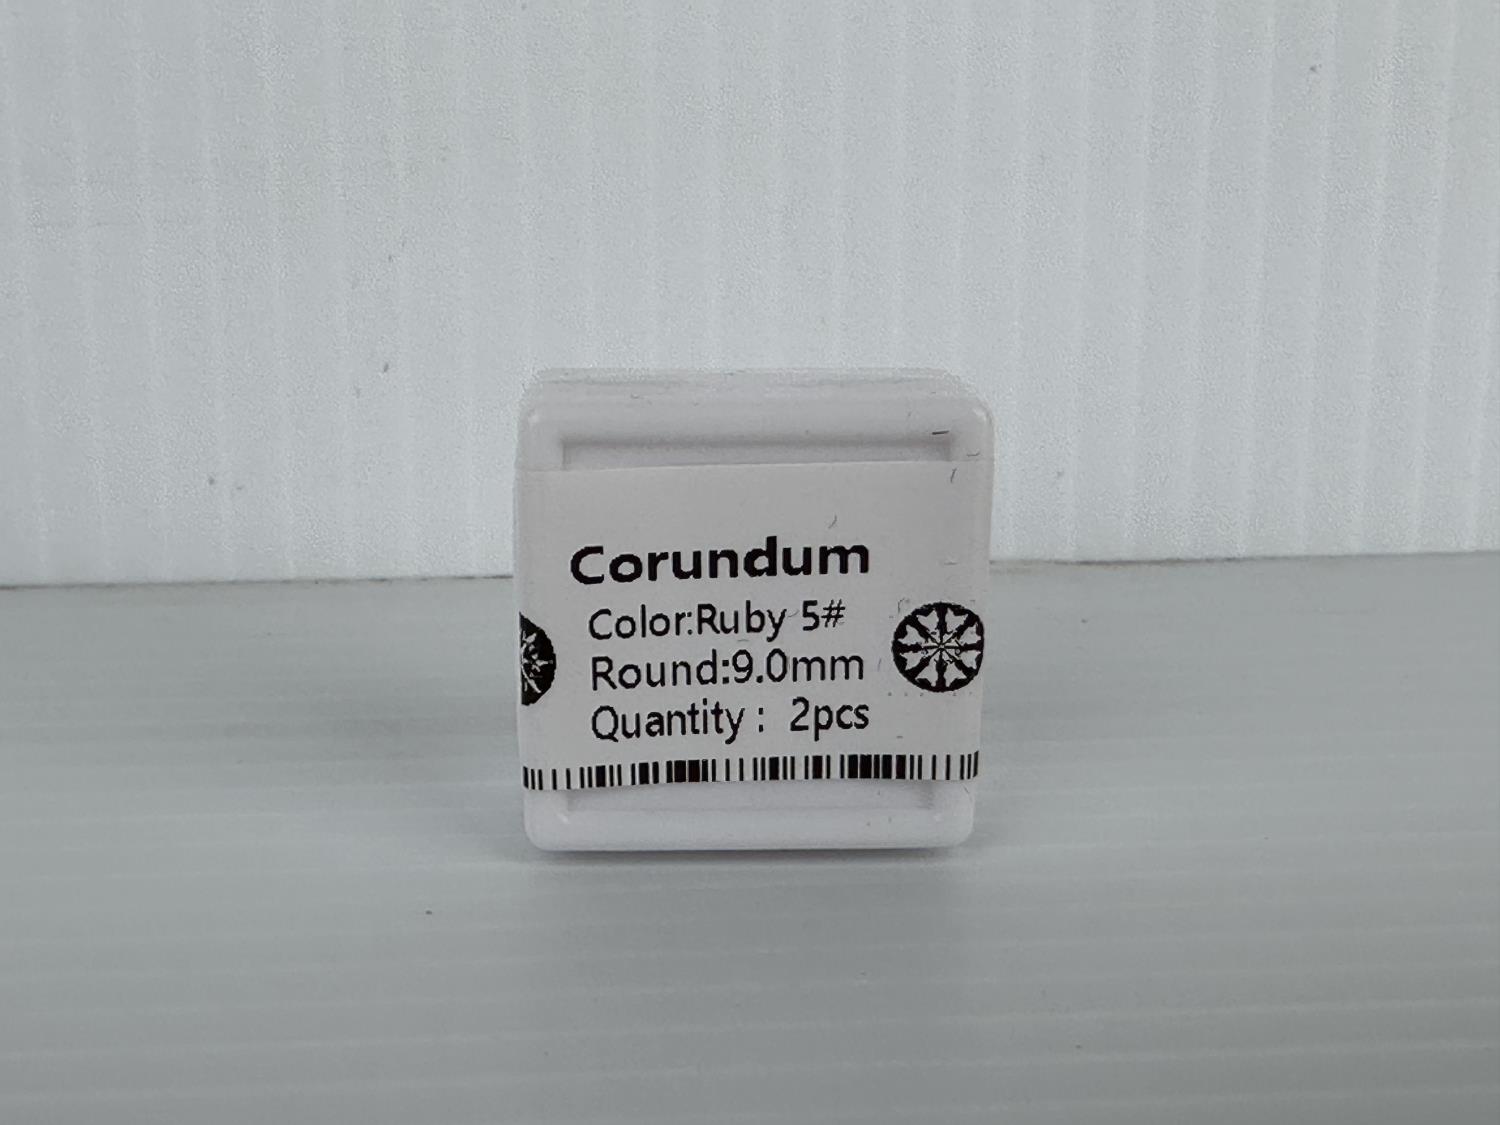 Corundum
Color:Ruby 5#
Round:9.0mm
Quantity : 2pcs